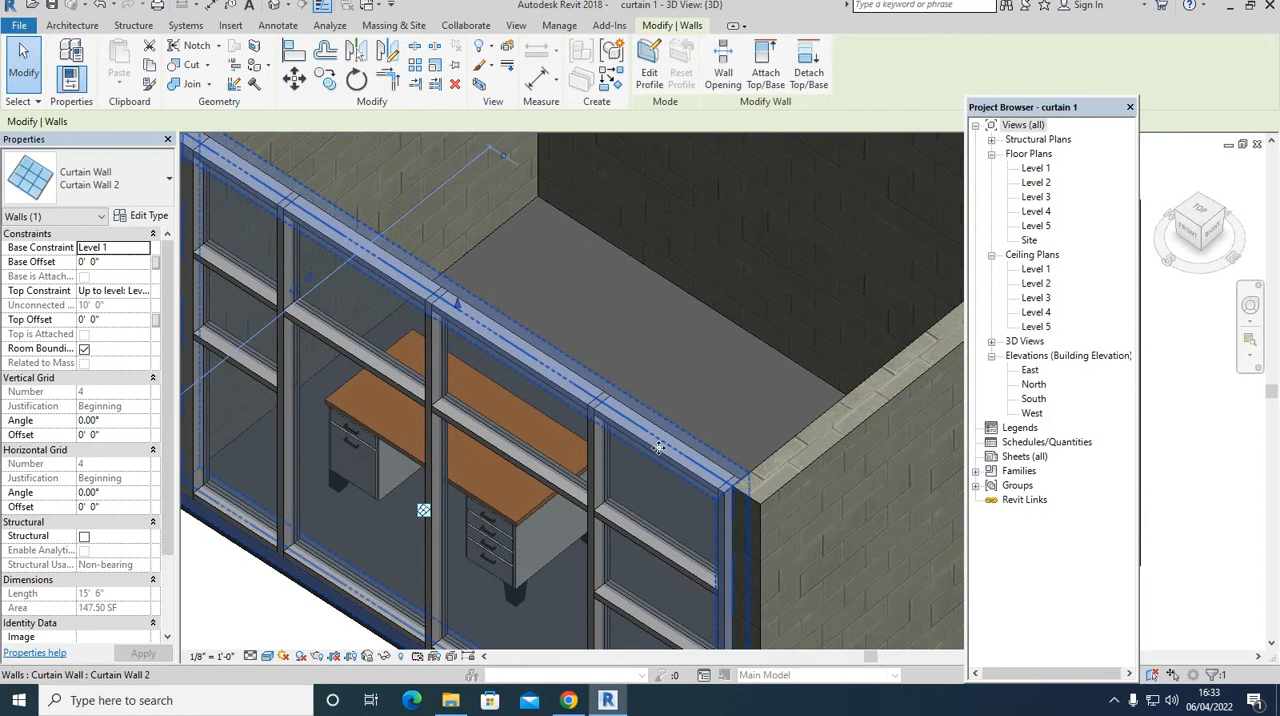 Autodesk Revit 2018 - curtain 1 - 3D View: {3D}
Type a keyword or phrase
Sign In
File Architecture Structure Systems Insert Annotate Analyze Massing & Site Collaborate View Manage Add-Ins Modify | Walls
Modify
Properties
Paste
Notch
Cut
Join
Edit
Profile
Reset
Profile
Wall
Opening
Attach
Top/Base
Detach
Top/Base
Select Properties Clipboard Geometry Modify View Measure Create Mode Modify Wall
Modify | Walls
Properties
Curtain Wall
Curtain Wall 2
Walls (1) Edit Type
Constraints
Base Constraint Level 1
Base Offset 0' 0"
Base is Attach...
Top Constraint Up to level: Lev...
Unconnected ... 10' 0"
Top Offset 0' 0"
Top is Attached
Room Boundi...
Related to Mass
Vertical Grid
Number 4
Justification Beginning
Angle 0.00°
Offset 0' 0"
Horizontal Grid
Number 4
Justification Beginning
Angle 0.00°
Offset 0' 0"
Structural
Structural
Enable Analyti...
Structural Usa... Non-bearing
Dimensions
Length 15' 6"
Area 147.50 SF
Identity Data
Image
Properties help Apply
Project Browser - curtain 1
Views (all)
Structural Plans
Floor Plans
Level 1
Level 2
Level 3
Level 4
Level 5
Site
Ceiling Plans
Level 1
Level 2
Level 3
Level 4
Level 5
3D Views
Elevations (Building Elevation)
East
North
South
West
Legends
Schedules/Quantities
Sheets (all)
Families
Groups
Revit Links
TOP
FRONT
RIGHT
1/8" = 1'-0"
Walls : Curtain Wall : Curtain Wall 2
:0
Main Model
:1
Type here to search
16:33
06/04/2022